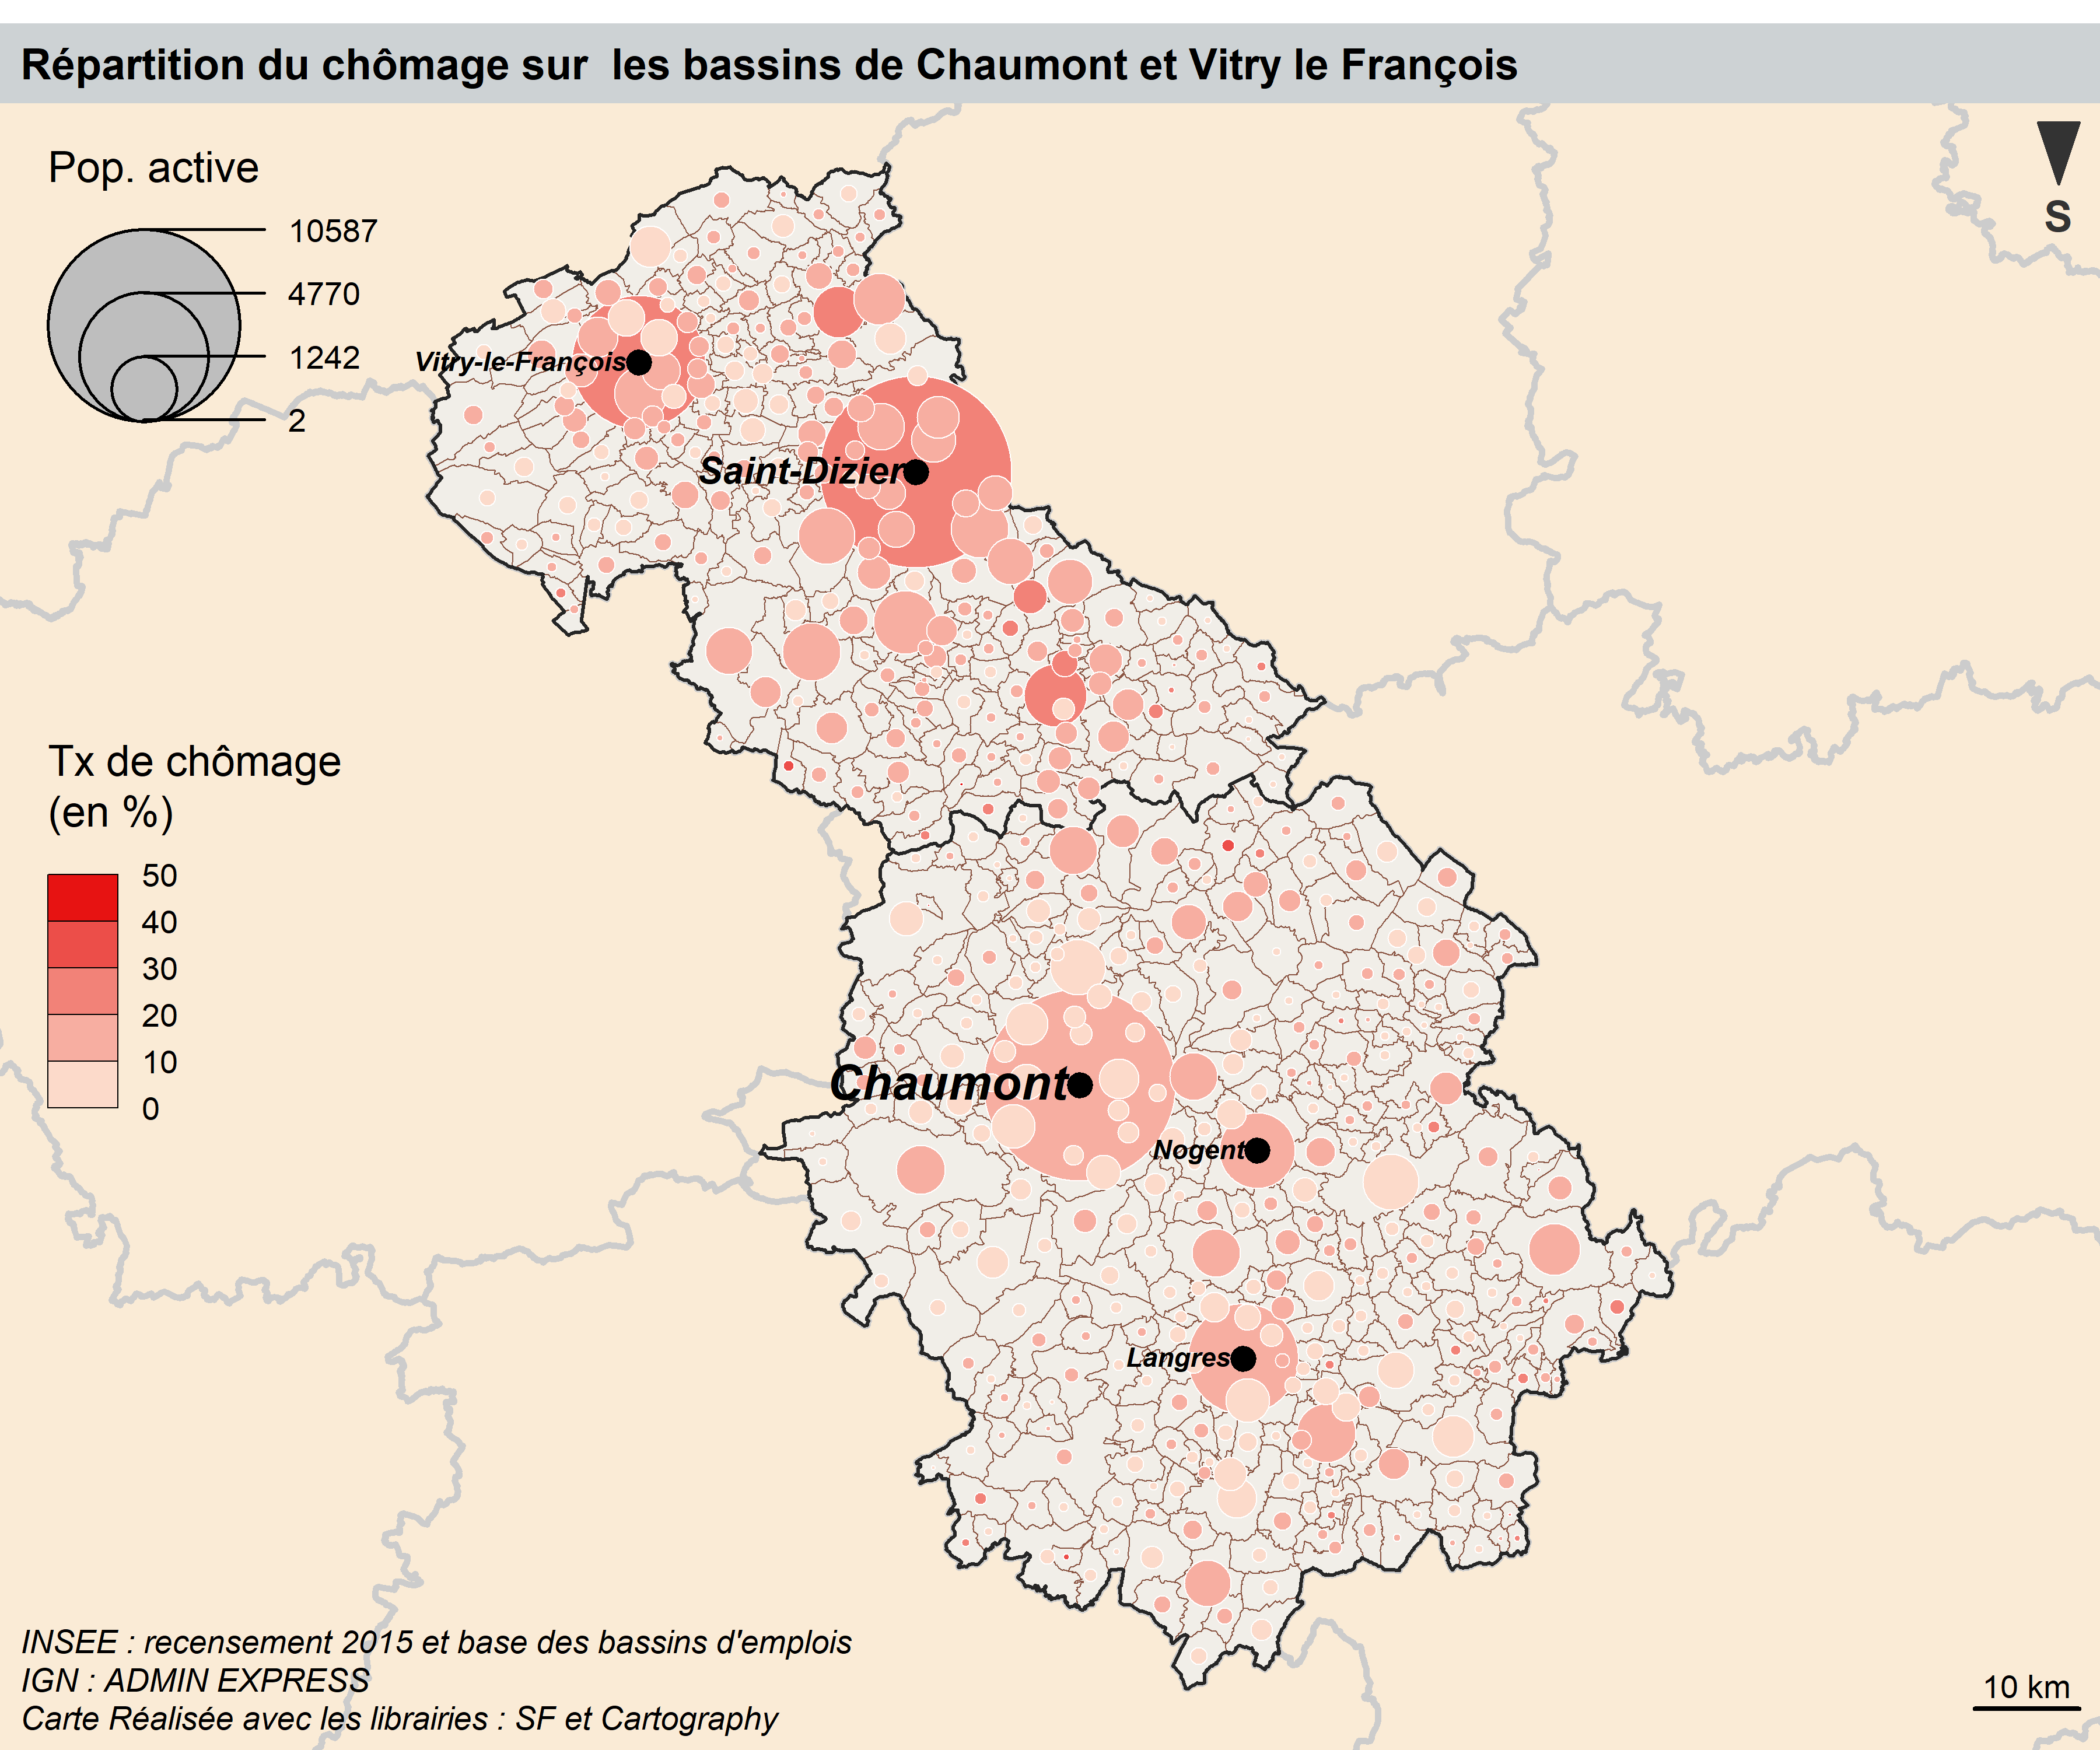 Répartition du chômage sur  les bassins de Chaumont et Vitry le François
Pop. active
10587
4770
1242
2
S
Vitry-le-François
Saint-Dizier
Tx de chômage
(en %)
50
40
30
20
10
0
Chaumont
Nogent
Langres
INSEE : recensement 2015 et base des bassins d'emplois
IGN : ADMIN EXPRESS
Carte Réalisée avec les librairies : SF et Cartography
10 km